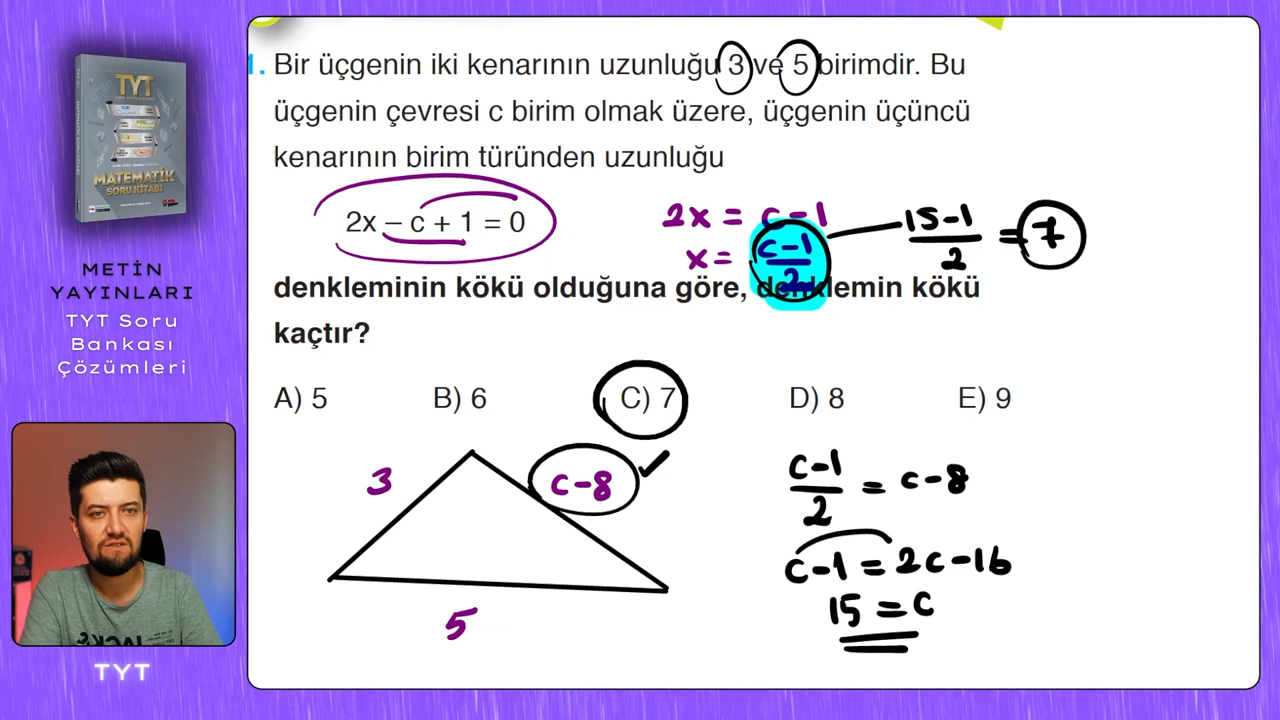 1. Bir üçgenin iki kenarının uzunluğu 3 ve 5 birimdir. Bu
üçgenin çevresi c birim olmak üzere, üçgenin üçüncü
kenarının birim türünden uzunluğu
2x – c + 1 = 0
2x = c-1
x = c-1/2
15-1/2 = 7
denkleminin kökü olduğuna göre, denklemin kökü
kaçtır?
A) 5 B) 6 C) 7 D) 8 E) 9
3
c-8
5
c-1/2 = c-8
c-1 = 2c-16
15 = c
TYT
MATEMATİK
SORU KİTABI
METİN
YAYINLARI
TYT Soru
Bankası
Çözümleri
TYT